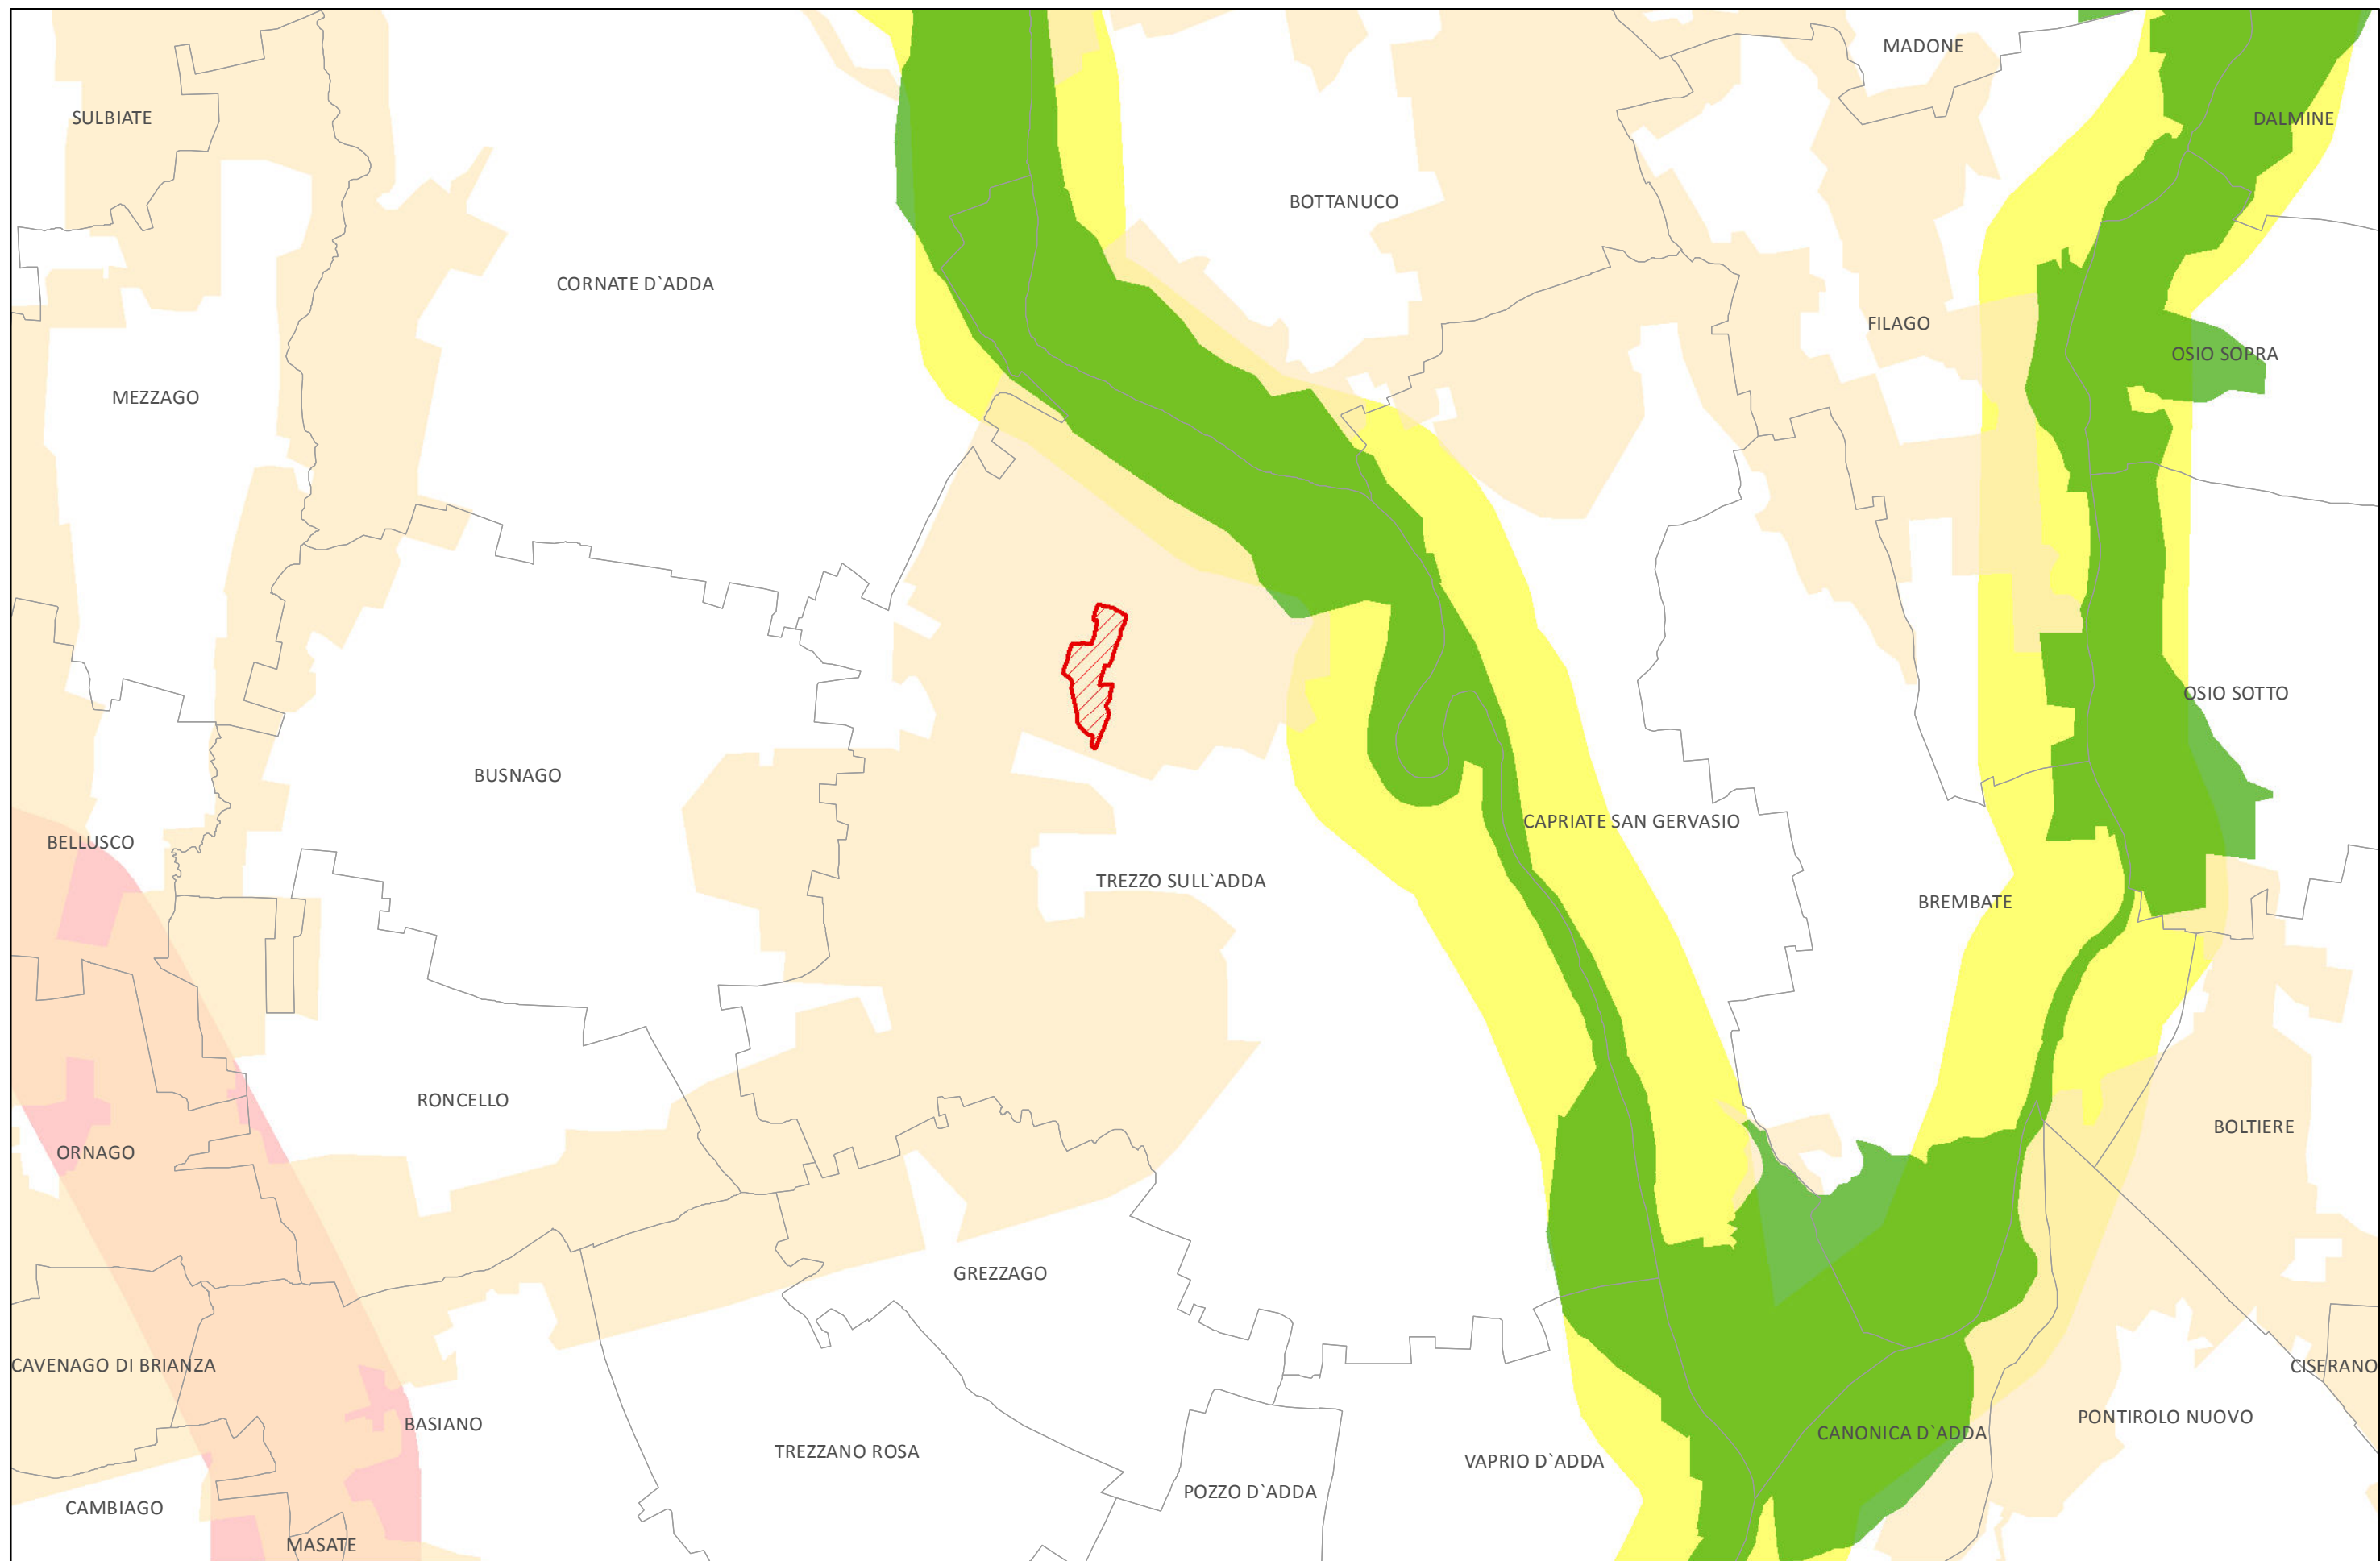 MADONE
SULBIATE
DALMINE
BOTTANUCO
CORNATE D`ADDA
FILAGO
OSIO SOPRA
MEZZAGO
OSIO SOTTO
BUSNAGO
CAPRIATE SAN GERVASIO
BELLUSCO
TREZZO SULL`ADDA
BREMBATE
RONCELLO
BOLTIERE
ORNAGO
GREZZAGO
CAVENAGO DI BRIANZA
CISERANO
PONTIROLO NUOVO
BASIANO
CANONICA D`ADDA
TREZZANO ROSA
VAPRIO D`ADDA
POZZO D`ADDA
CAMBIAGO
MASATE